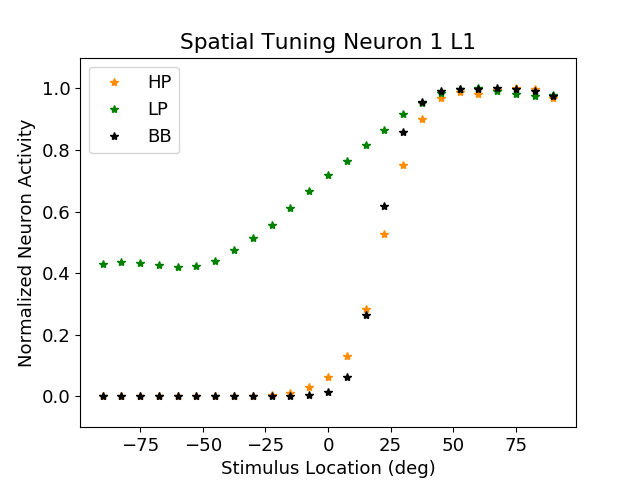 Spatial Tuning Neuron 1 L1
HP
LP
BB
Normalized Neuron Activity
1.0
0.8
0.6
0.4
0.2
0.0
−75 −50 −25 0 25 50 75
Stimulus Location (deg)